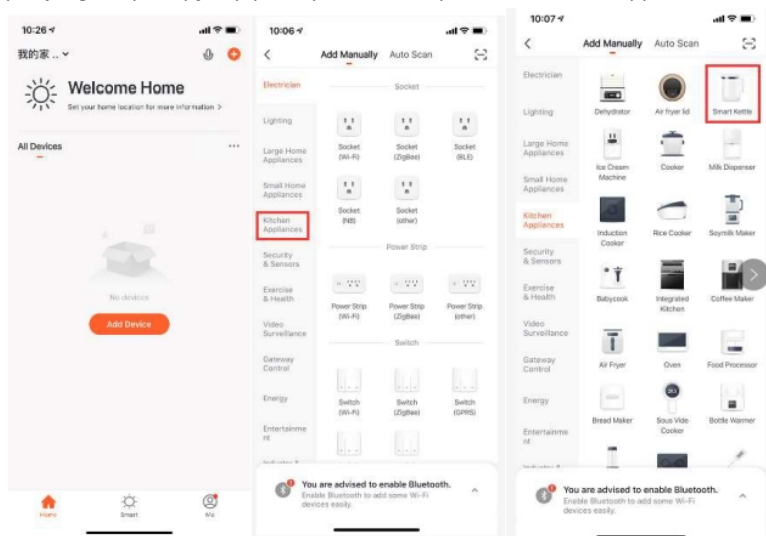 10:26
我的家 ..
Welcome Home
Set your home location for more information >
All Devices
No devices
Add Device
Home
Smart
Me
10:06
Add Manually
Auto Scan
Electrician
Lighting
Large Home
Appliances
Small Home
Appliances
Kitchen
Appliances
Security
& Sensors
Exercise
& Health
Video
Surveillance
Gateway
Control
Energy
Entertainme
nt
Socket
Socket
(Wi-Fi)
Socket
(ZigBee)
Socket
(BLE)
Socket
(NB)
Socket
(other)
Power Strip
Power Strip
(Wi-Fi)
Power Strip
(ZigBee)
Power Strip
(other)
Switch
Switch
(Wi-Fi)
Switch
(ZigBee)
Switch
(GPRS)
You are advised to enable Bluetooth.
Enable Bluetooth to add some Wi-Fi
devices easily.
10:07
Add Manually
Auto Scan
Electrician
Lighting
Large Home
Appliances
Small Home
Appliances
Kitchen
Appliances
Security
& Sensors
Exercise
& Health
Video
Surveillance
Gateway
Control
Energy
Entertainme
nt
Dehydrator
Air fryer lid
Smart Kettle
Ice Cream
Machine
Cooker
Milk Dispenser
Induction
Cooker
Rice Cooker
Soymilk Maker
Babycook
Integrated
Kitchen
Coffee Maker
Air Fryer
Oven
Food Processor
Bread Maker
Sous Vide
Cooker
Bottle Warmer
You are advised to enable Bluetooth.
Enable Bluetooth to add some Wi-Fi
devices easily.